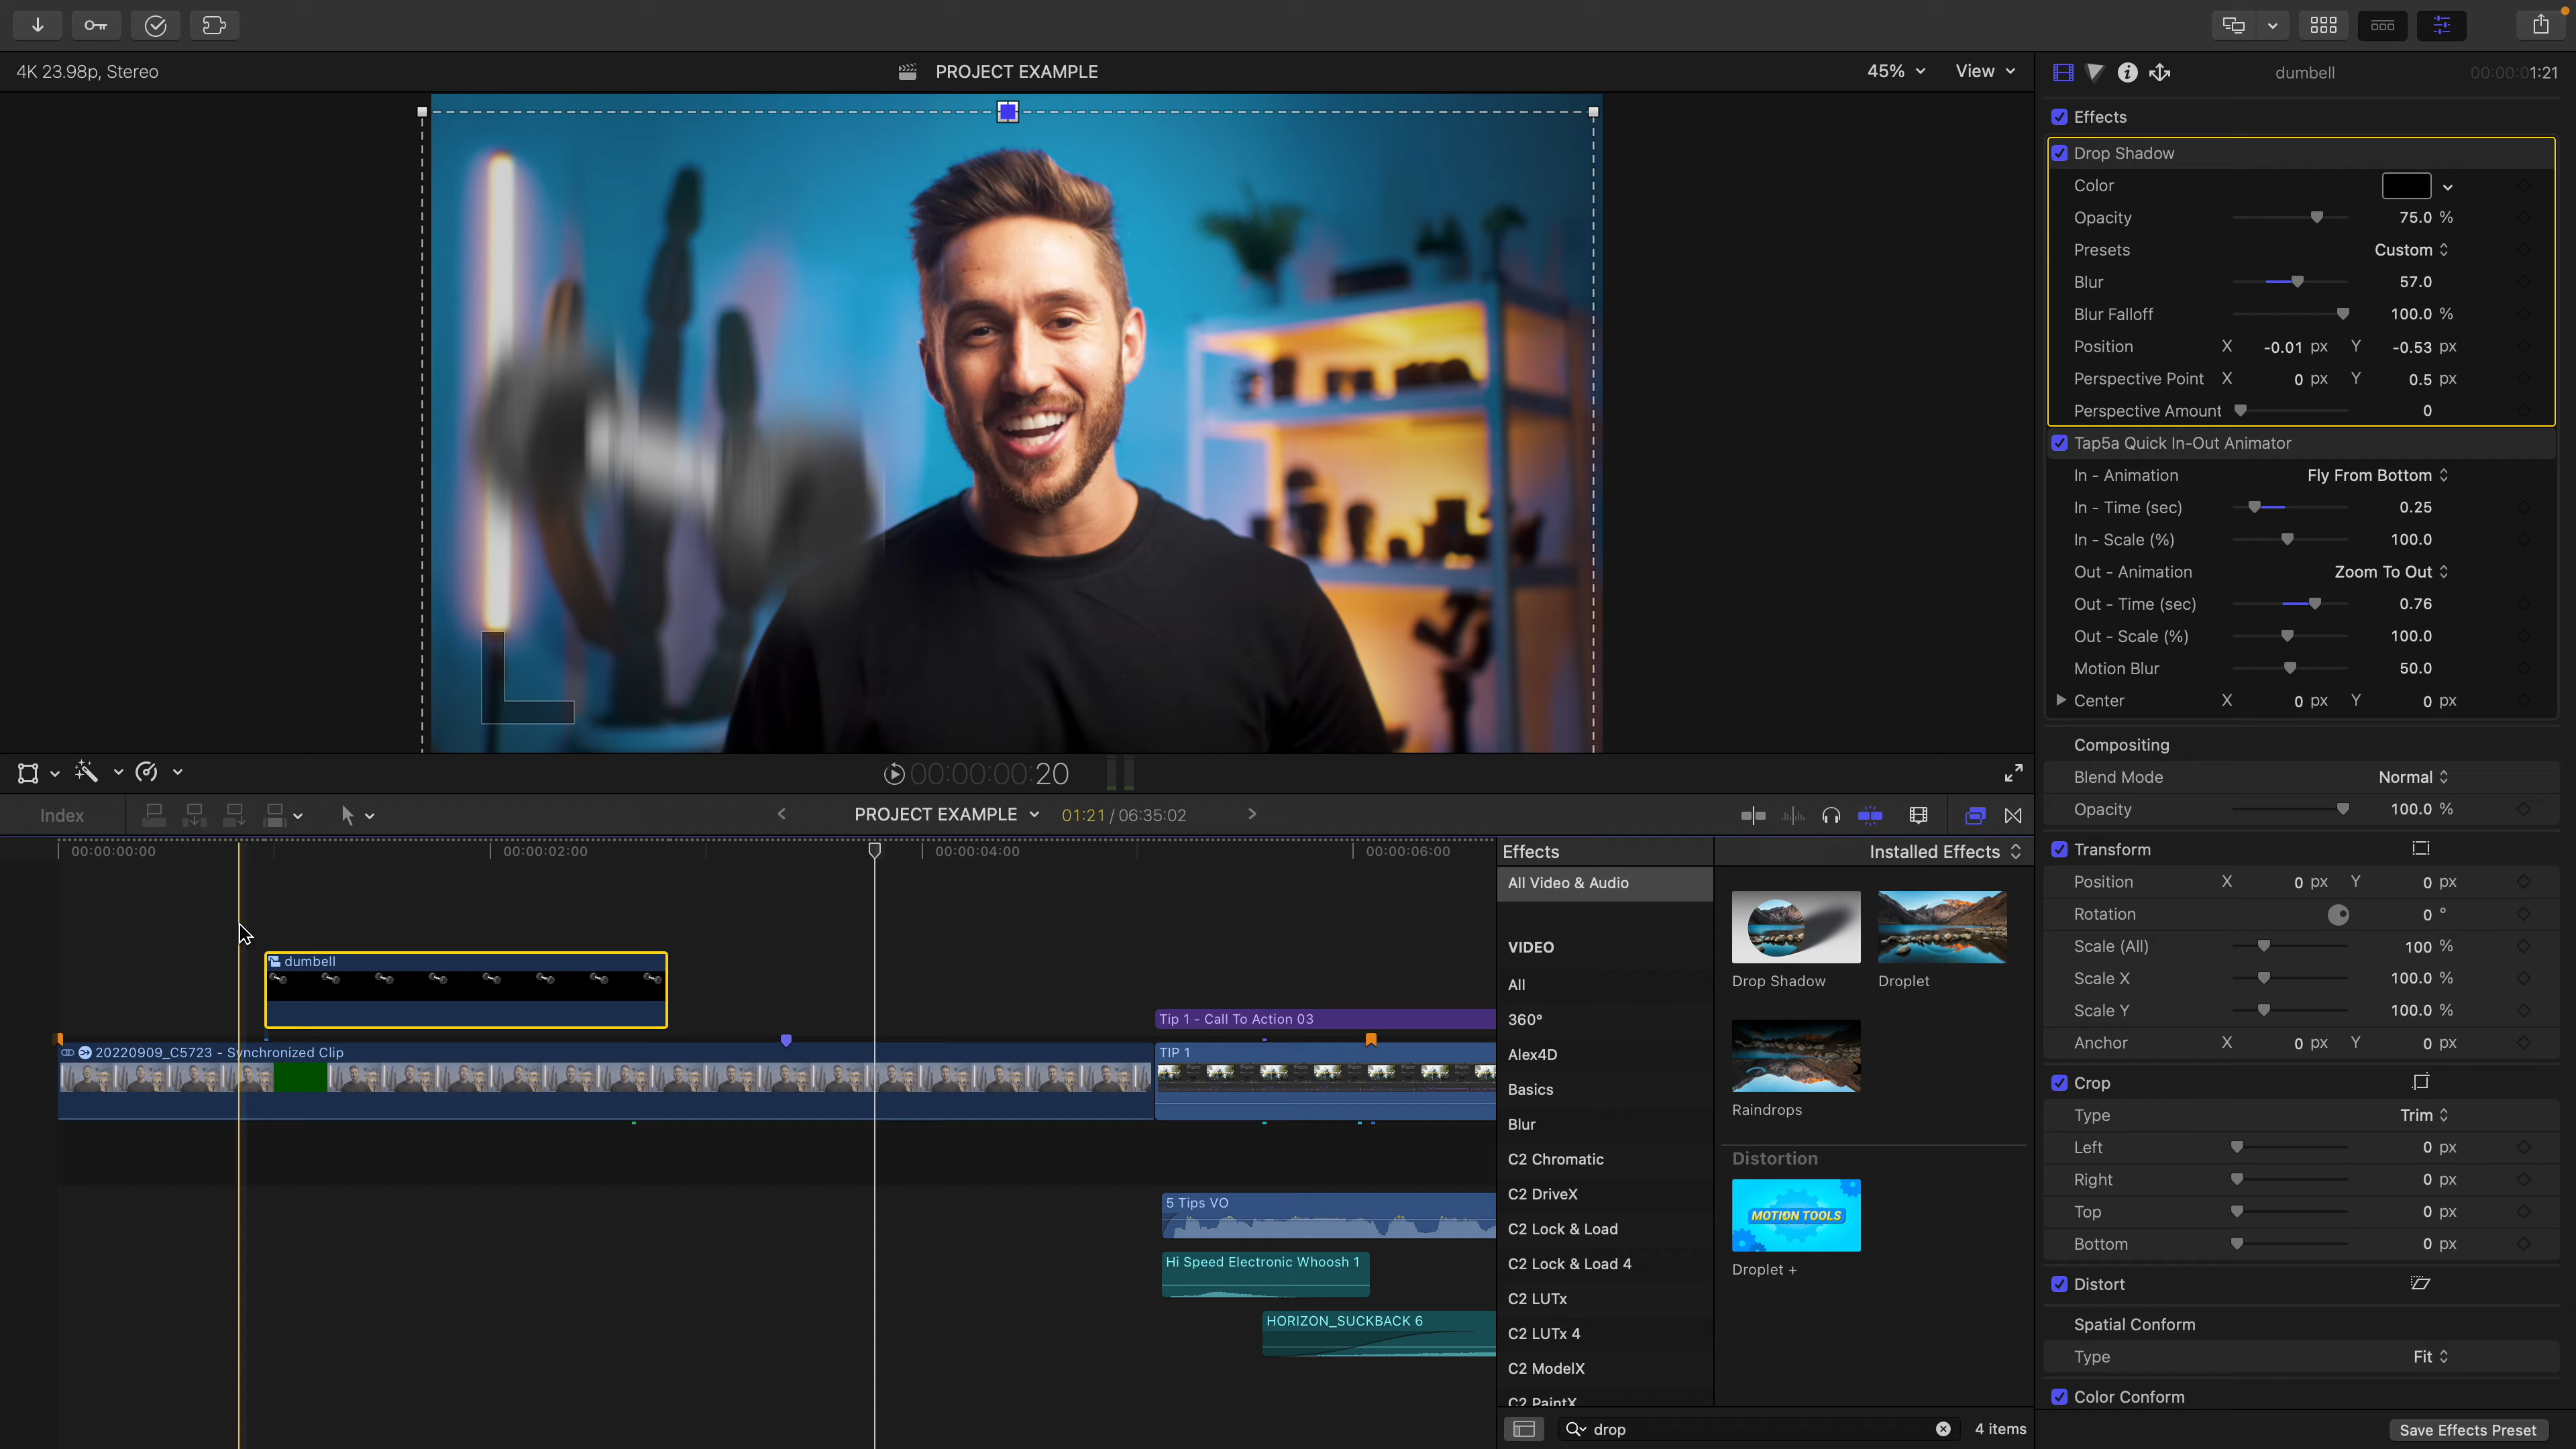 4K 23.98p, Stereo
PROJECT EXAMPLE
45%
View
dumbell
00:00:01:21
Effects
Drop Shadow
Color
Opacity 75.0 %
Presets Custom
Blur 57.0
Blur Falloff 100.0 %
Position X -0.01 px Y -0.53 px
Perspective Point X 0 px Y 0.5 px
Perspective Amount 0
Tap5a Quick In-Out Animator
In - Animation Fly From Bottom
In - Time (sec) 0.25
In - Scale (%) 100.0
Out - Animation Zoom To Out
Out - Time (sec) 0.76
Out - Scale (%) 100.0
Motion Blur 50.0
Center X 0 px Y 0 px
Compositing
Blend Mode Normal
Opacity 100.0 %
Transform
Position X 0 px Y 0 px
Rotation 0 °
Scale (All) 100 %
Scale X 100.0 %
Scale Y 100.0 %
Anchor X 0 px Y 0 px
Crop
Type Trim
Left 0 px
Right 0 px
Top 0 px
Bottom 0 px
Distort
Spatial Conform
Type Fit
Color Conform
Save Effects Preset
00:00:00:20
Index
PROJECT EXAMPLE
01:21 / 06:35:02
00:00:00:00
00:00:02:00
00:00:04:00
00:00:06:00
dumbell
Tip 1 - Call To Action 03
20220909_C5723 - Synchronized Clip
TIP 1
5 Tips VO
Hi Speed Electronic Whoosh 1
HORIZON_SUCKBACK 6
Effects
Installed Effects
All Video & Audio
VIDEO
All
360°
Alex4D
Basics
Blur
C2 Chromatic
C2 DriveX
C2 Lock & Load
C2 Lock & Load 4
C2 LUTx
C2 LUTx 4
C2 ModelX
C2 PaintX
Drop Shadow
Droplet
Raindrops
Distortion
MOTION TOOLS
Droplet +
drop
4 items